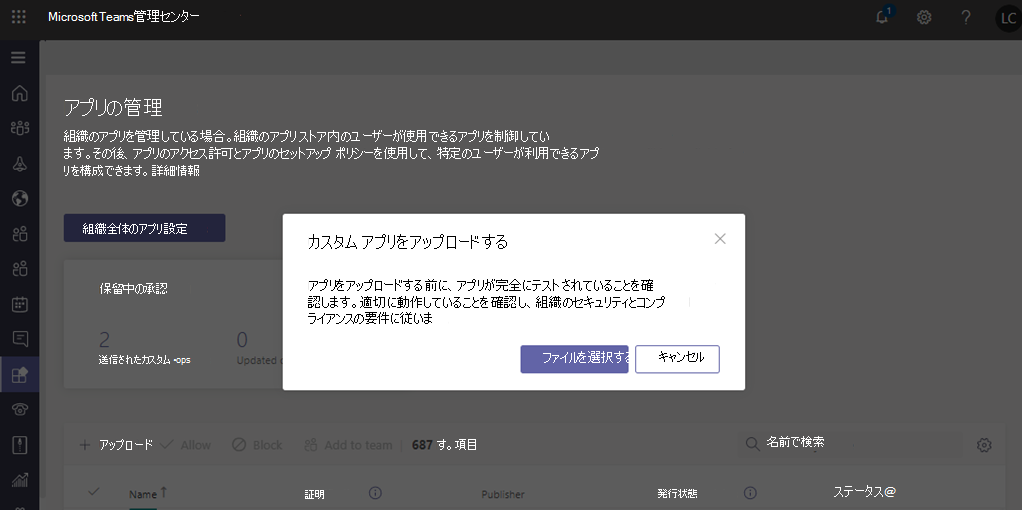 Microsoft Teams管理センター
1
LC
アプリの管理
組織のアプリを管理している場合。組織のアプリストア内のユーザーが使用できるアプリを制御してい
ます。その後、アプリのアクセス許可とアプリのセットアップ ポリシーを使用して、特定のユーザーが利用できるアプ
リを構成できます。詳細情報
組織全体のアプリ設定
カスタム アプリをアップロードする
アプリをアップロードする前に、アプリが完全にテストされていることを確
認します。適切に動作していることを確認し、組織のセキュリティとコンプ
ライアンスの要件に従いま
ファイルを選択する
キャンセル
保留中の承認
2
0
送信されたカスタム •ops
Updated
アップロード
Allow
Block
Add to team
687 す。項目
名前で検索
Name ↑
証明
Publisher
発行状態
ステータス@